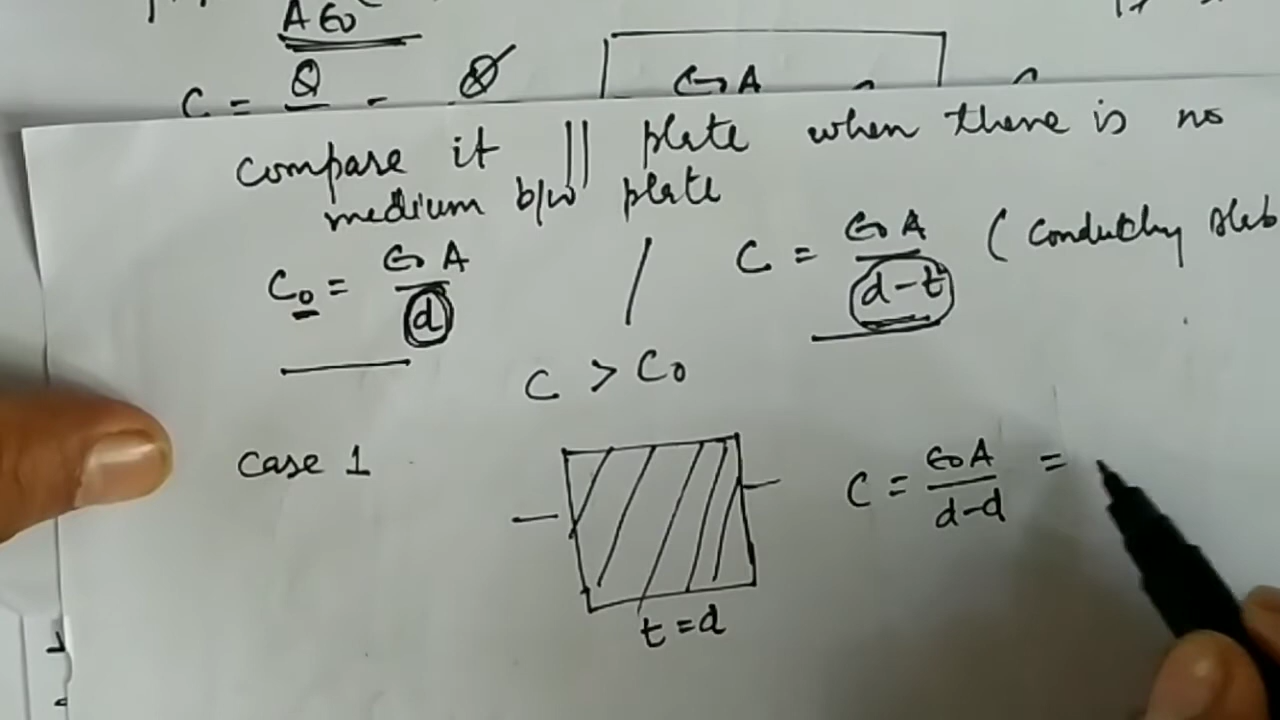 A ε0
C = Q - Q
ε0 A
compare it || plate when there is no
medium b/w plate
C0 = ε0 A / d
C = ε0 A / d-t (conducting slab
C > C0
case 1
C = ε0 A / d-d =
t = d